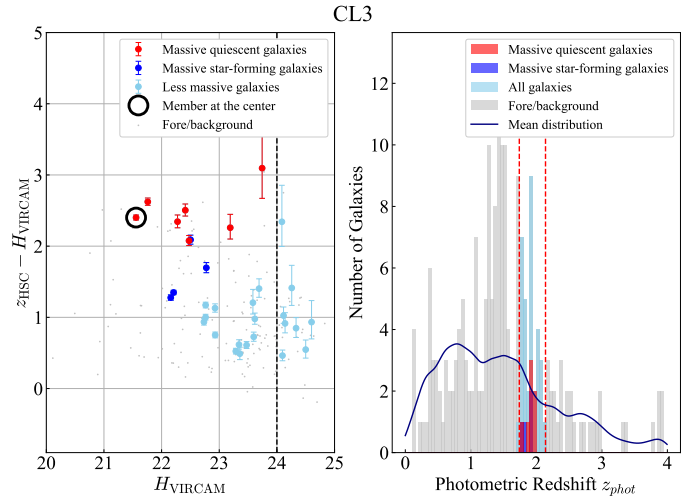 CL3
5
4
3
2
1
0
20
21
22
23
24
25
z_HSC − H_VIRCAM
H_VIRCAM
Massive quiescent galaxies
Massive star-forming galaxies
Less massive galaxies
Member at the center
Fore/background
12
10
8
6
4
2
0
0
1
2
3
4
Number of Galaxies
Photometric Redshift z_phot
Massive quiescent galaxies
Massive star-forming galaxies
All galaxies
Fore/background
Mean distribution